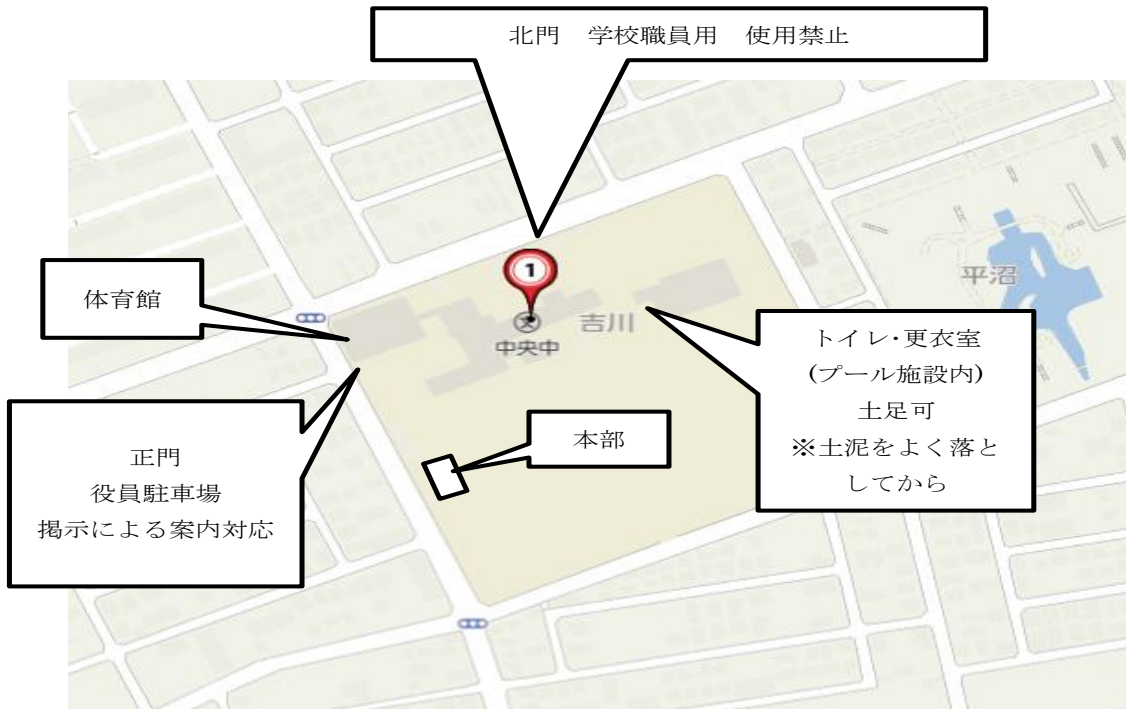 北門 学校職員用 使用禁止
1
平沼
体育館
吉川
文
中央中
トイレ・更衣室
(プール施設内)
土足可
※土泥をよく落と
してから
本部
正門
役員駐車場
掲示による案内対応